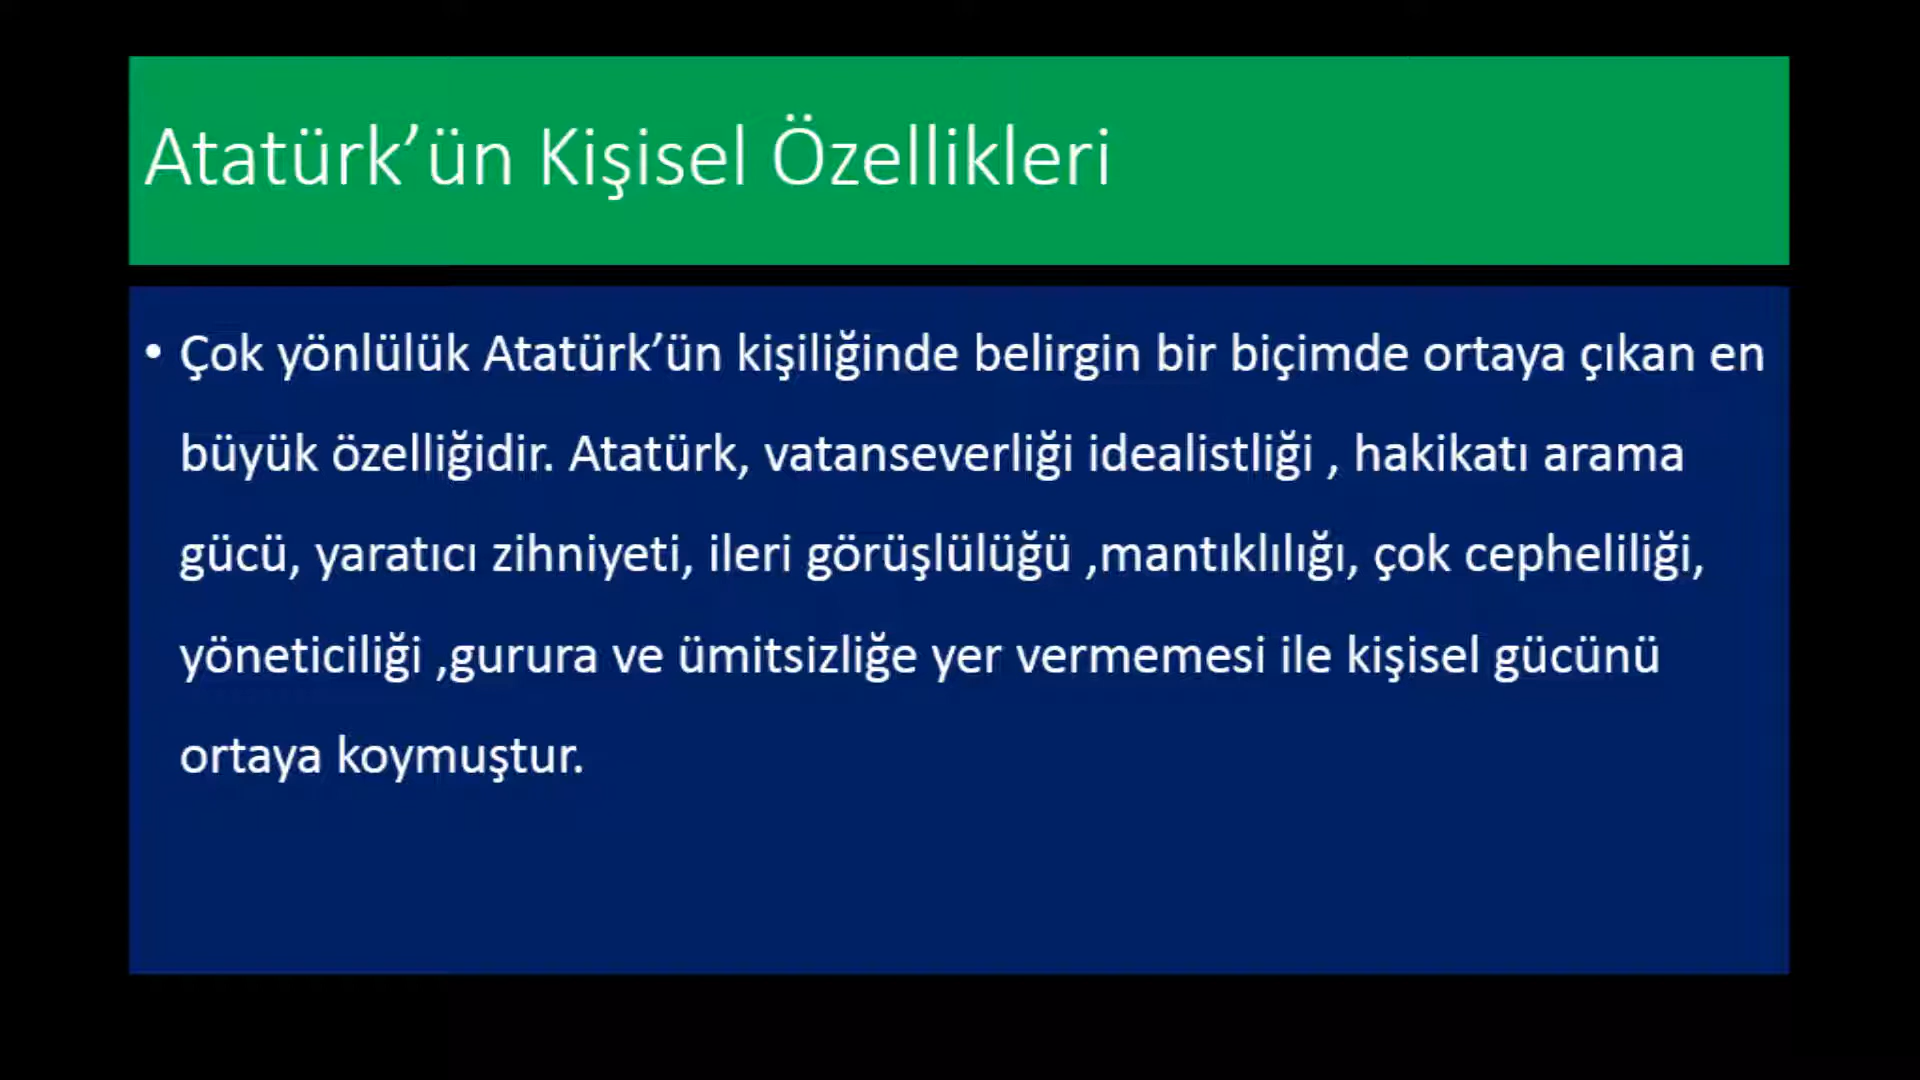 Atatürk’ün Kişisel Özellikleri
• Çok yönlülük Atatürk’ün kişiliğinde belirgin bir biçimde ortaya çıkan en
büyük özelliğidir. Atatürk, vatanseverliği idealistliği , hakikatı arama
gücü, yaratıcı zihniyeti, ileri görüşlülüğü ,mantıklılığı, çok cepheliliği,
yöneticiliği ,gurura ve ümitsizliğe yer vermemesi ile kişisel gücünü
ortaya koymuştur.